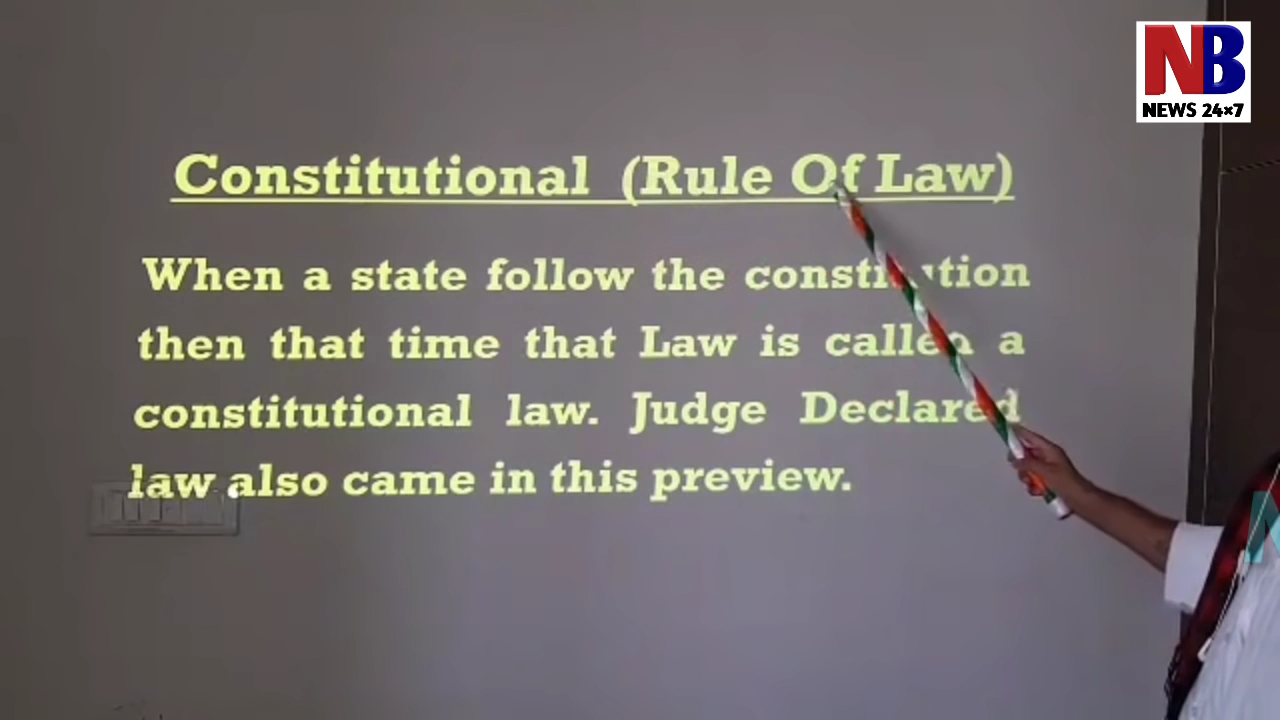 NB
NEWS 24×7
Constitutional (Rule Of Law)
When a state follow the constitution
then that time that Law is called a
constitutional law. Judge Declared
law also came in this preview.